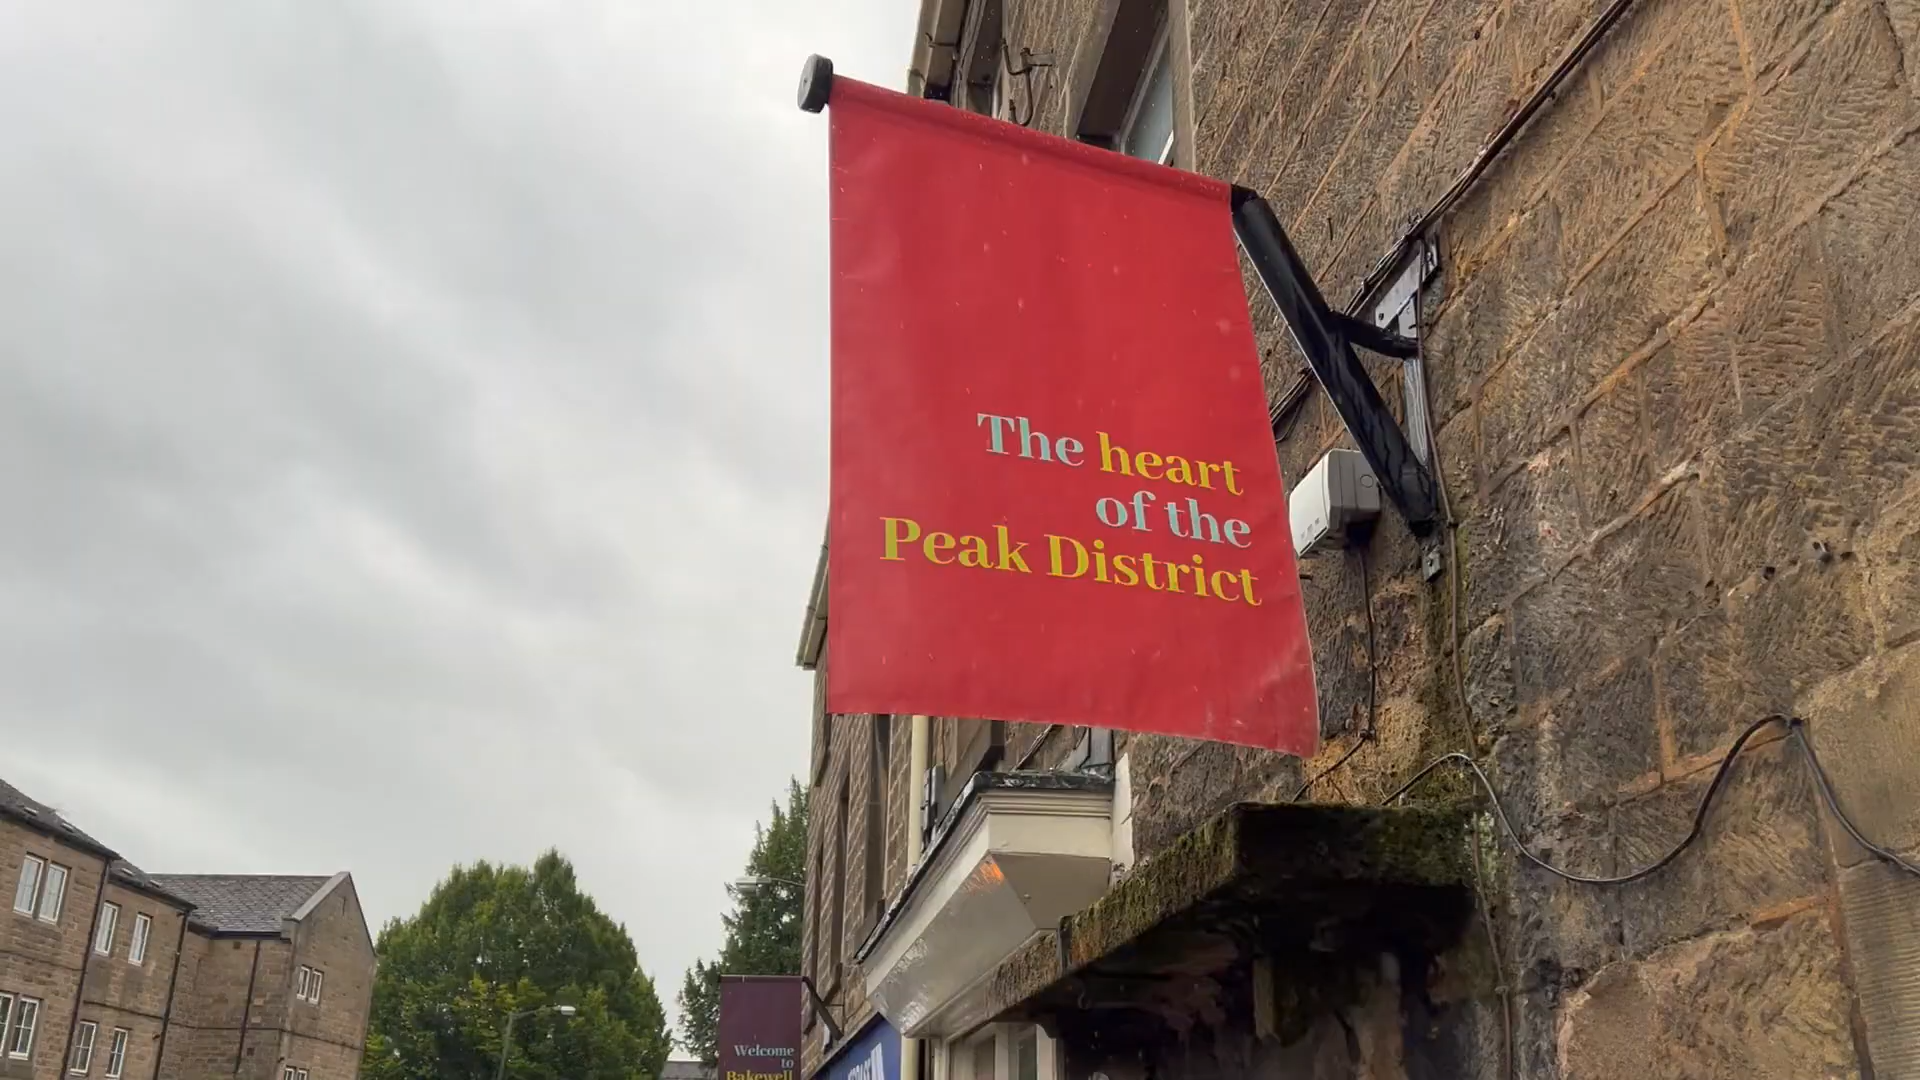 The heart
of the
Peak District
Welcome
to
Bakewell